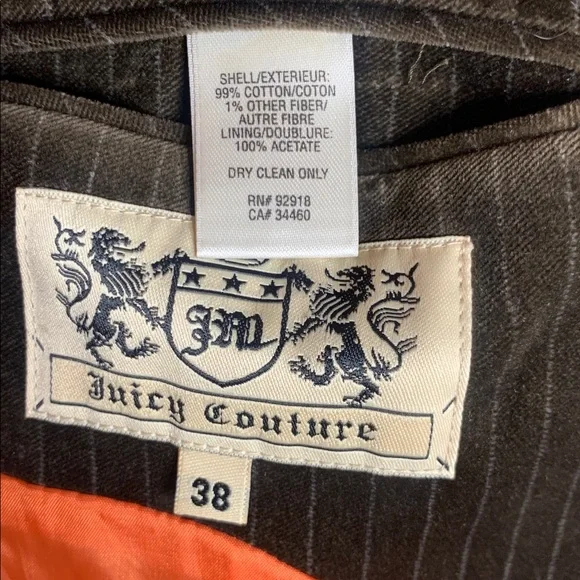 SHELL/EXTERIEUR:
99% COTTON/COTON
1% OTHER FIBER/
AUTRE FIBRE
LINING/DOUBLURE:
100% ACETATE
DRY CLEAN ONLY
RN# 92918
CA# 34460
Juicy Couture
38